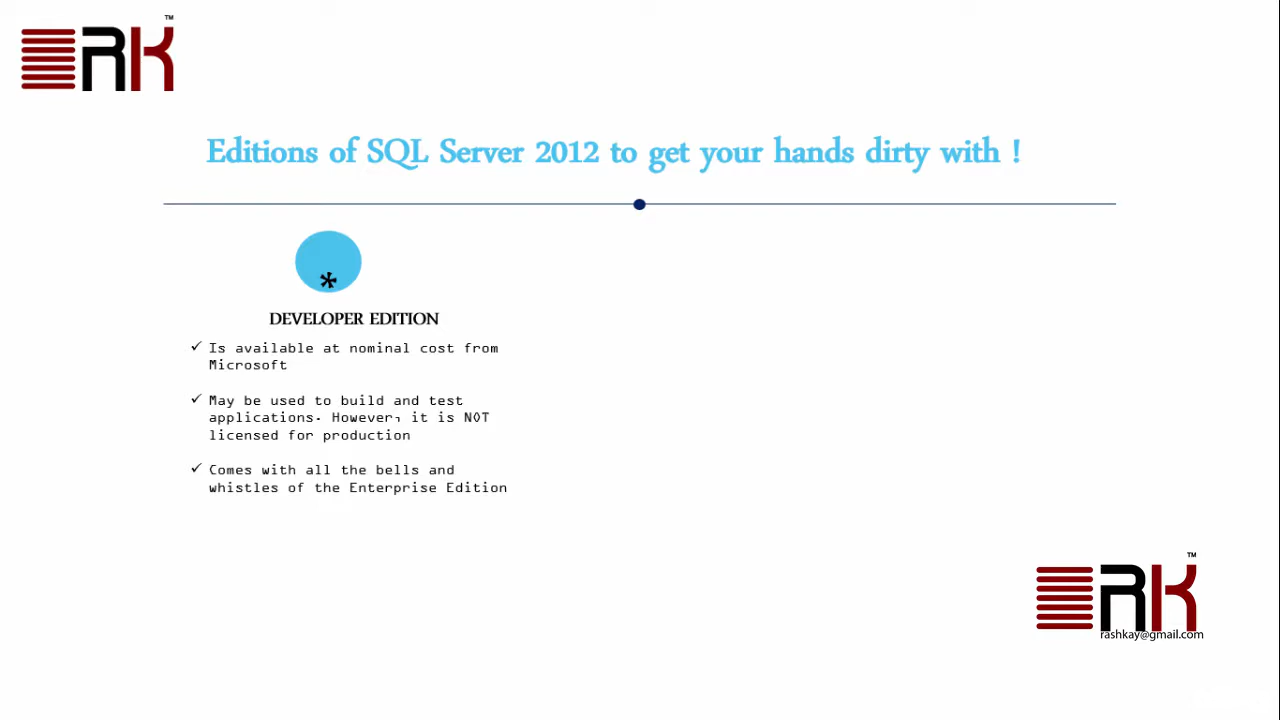 RK™
Editions of SQL Server 2012 to get your hands dirty with !
*
DEVELOPER EDITION
✓ Is available at nominal cost from
Microsoft
✓ May be used to build and test
applications. However, it is NOT
licensed for production
✓ Comes with all the bells and
whistles of the Enterprise Edition
RK™
rashkay@gmail.com